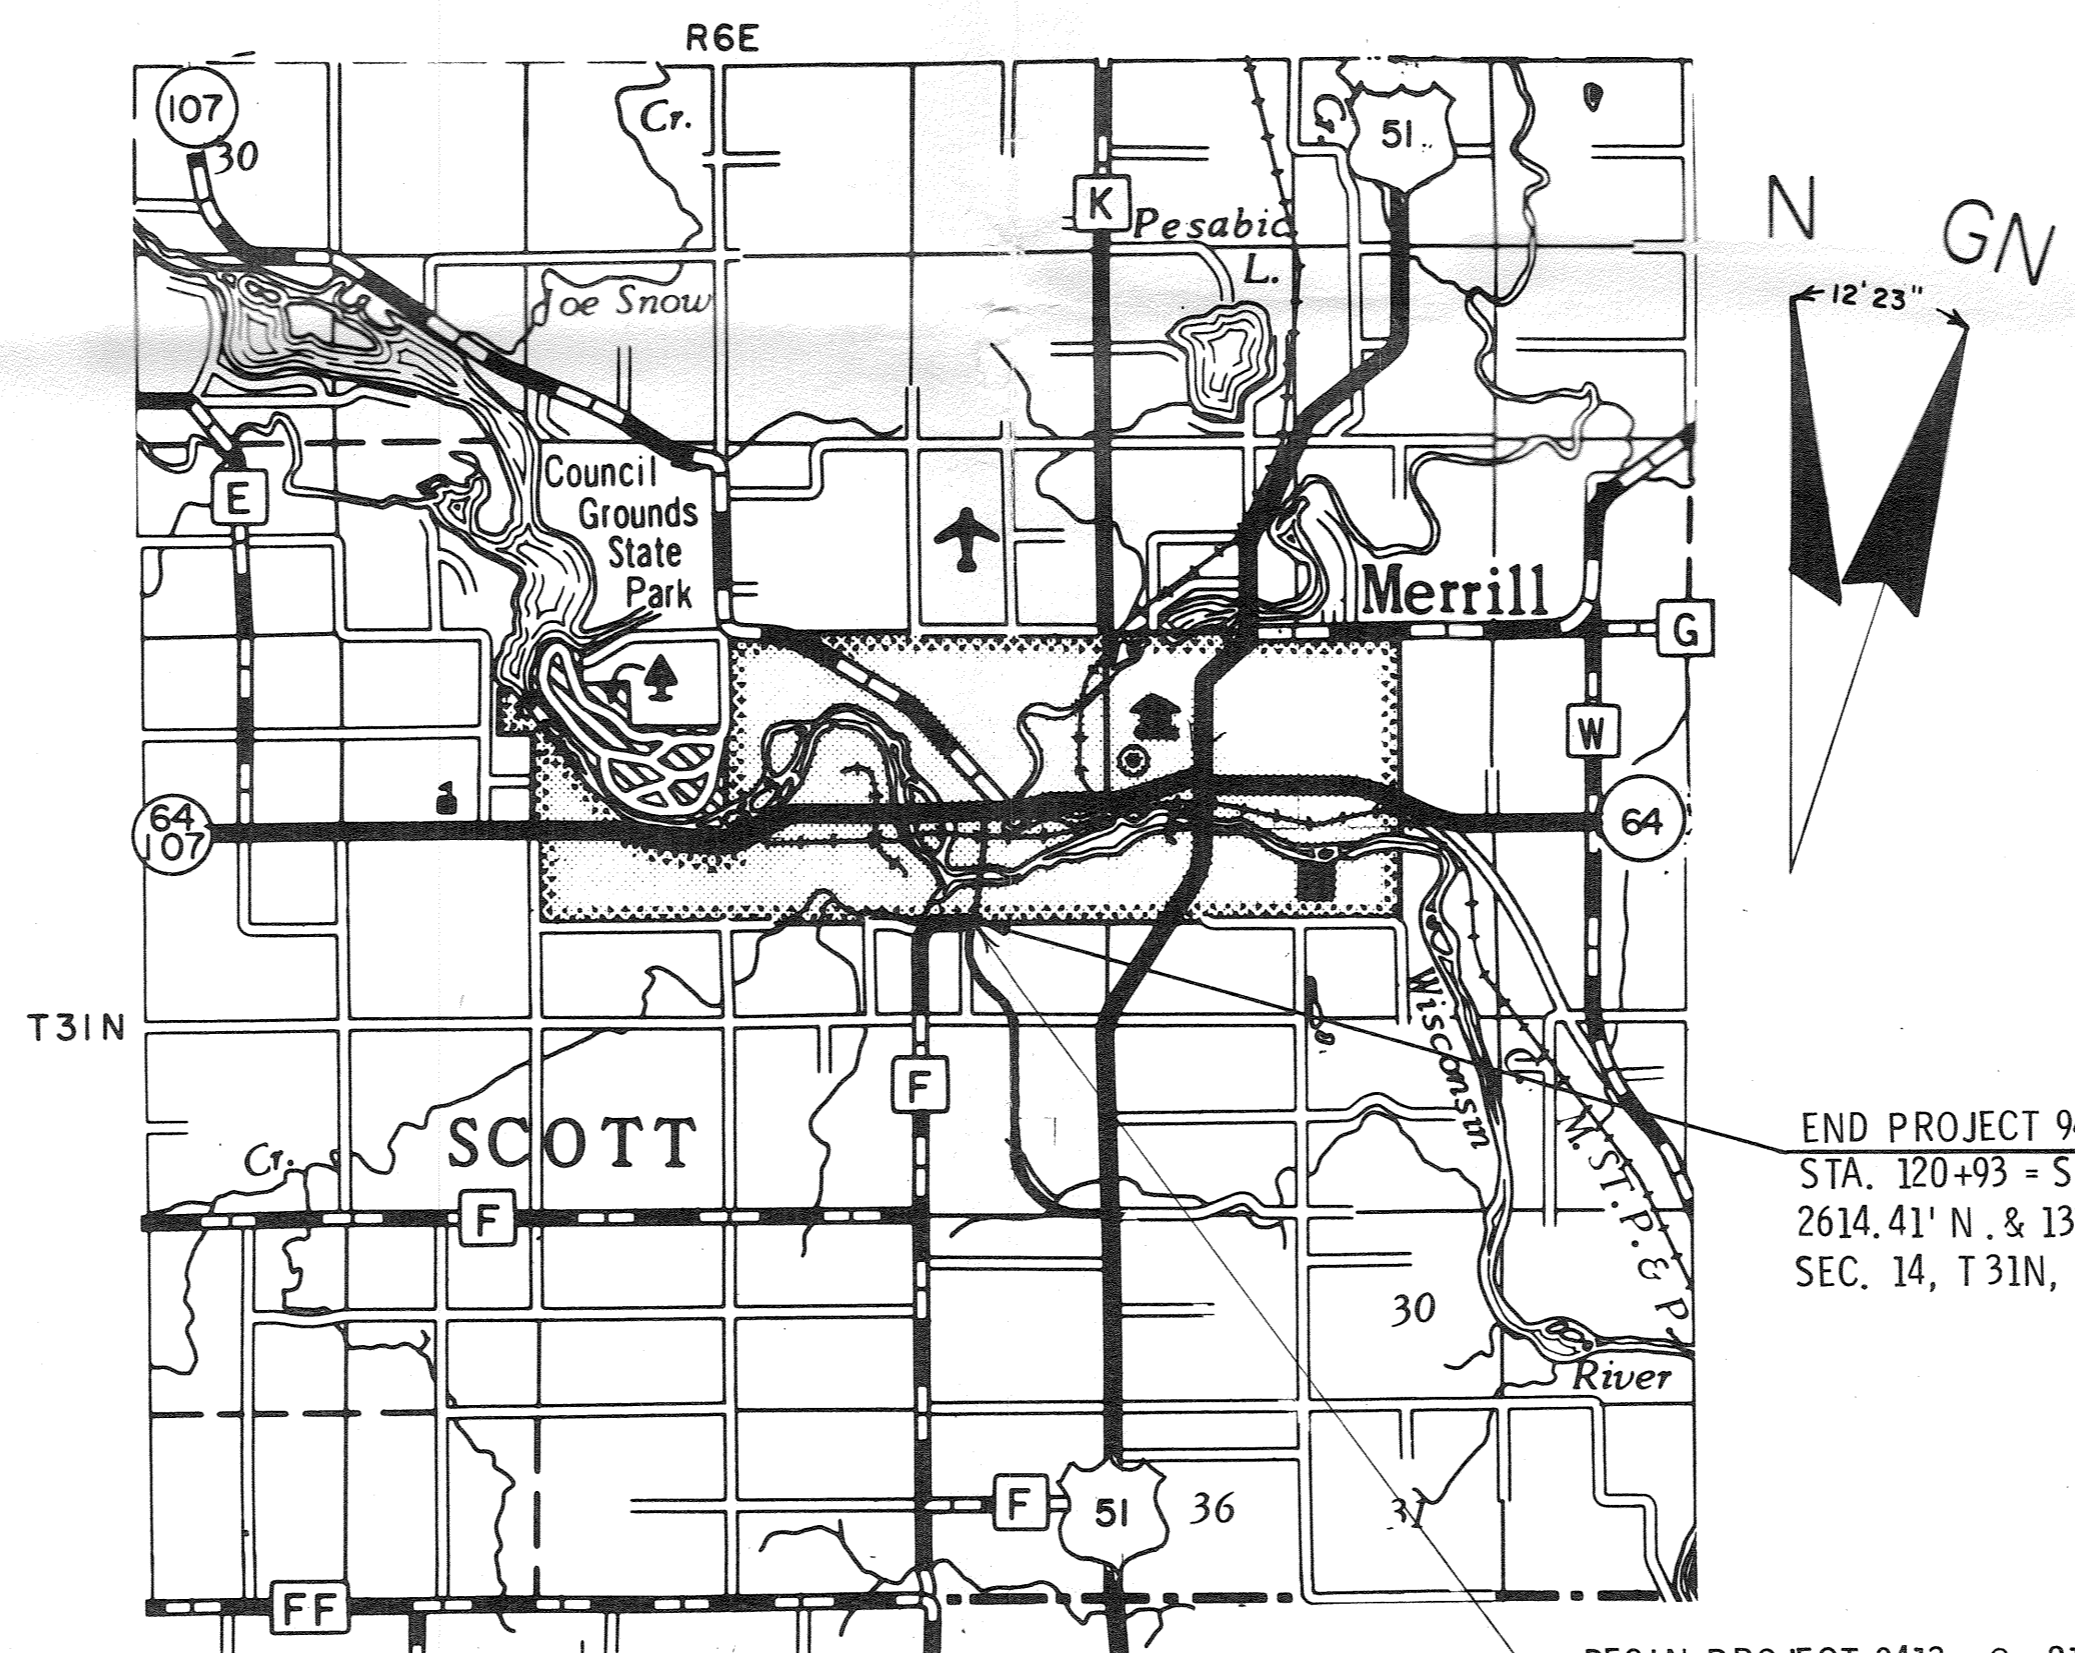 R6E
107
30
Cr.
Cr.
51
K
Pesabic
L.
N
GN
12'23"
Joe Snow
Council
Grounds
State
Park
E
Merrill
G
W
64
107
64
T31N
F
Wisconsin
C. M. ST. P. & P.
SCOTT
Cr.
F
END PROJECT
STA. 120+93 = S
2614.41' N. & 13
SEC. 14, T31N,
30
River
F
51
36
31
FF